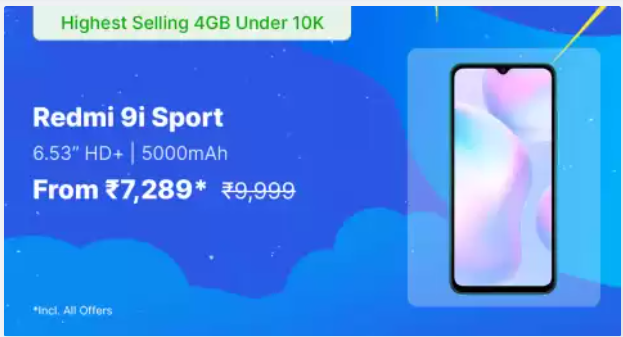 Highest Selling 4GB Under 10K
Redmi 9i Sport
6.53” HD+ | 5000mAh
From ₹7,289* ₹9,999
*Incl. All Offers